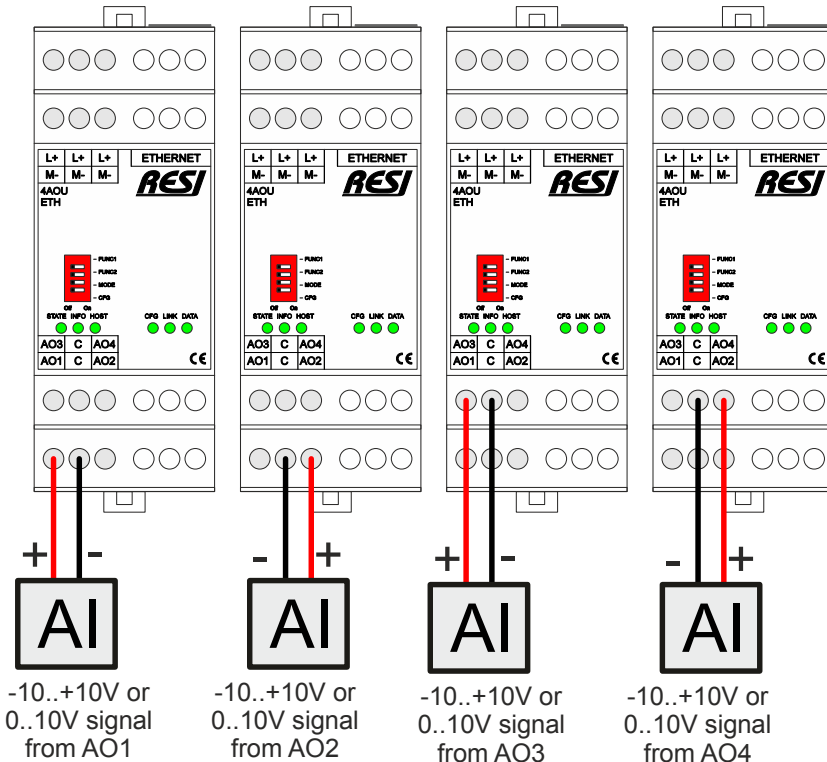 L+ L+ L+ ETHERNET
M- M- M- RESI
4AOU
ETH
FUNC1
FUNC2
MODE
CFG
Off On
STATE INFO HOST CFG LINK DATA
AO3 C AO4
AO1 C AO2 CE
+ -
AI
-10..+10V or
0..10V signal
from AO1
L+ L+ L+ ETHERNET
M- M- M- RESI
4AOU
ETH
FUNC1
FUNC2
MODE
CFG
Off On
STATE INFO HOST CFG LINK DATA
AO3 C AO4
AO1 C AO2 CE
- +
AI
-10..+10V or
0..10V signal
from AO2
L+ L+ L+ ETHERNET
M- M- M- RESI
4AOU
ETH
FUNC1
FUNC2
MODE
CFG
Off On
STATE INFO HOST CFG LINK DATA
AO3 C AO4
AO1 C AO2 CE
+ -
AI
-10..+10V or
0..10V signal
from AO3
L+ L+ L+ ETHERNET
M- M- M- RESI
4AOU
ETH
FUNC1
FUNC2
MODE
CFG
Off On
STATE INFO HOST CFG LINK DATA
AO3 C AO4
AO1 C AO2 CE
- +
AI
-10..+10V or
0..10V signal
from AO4